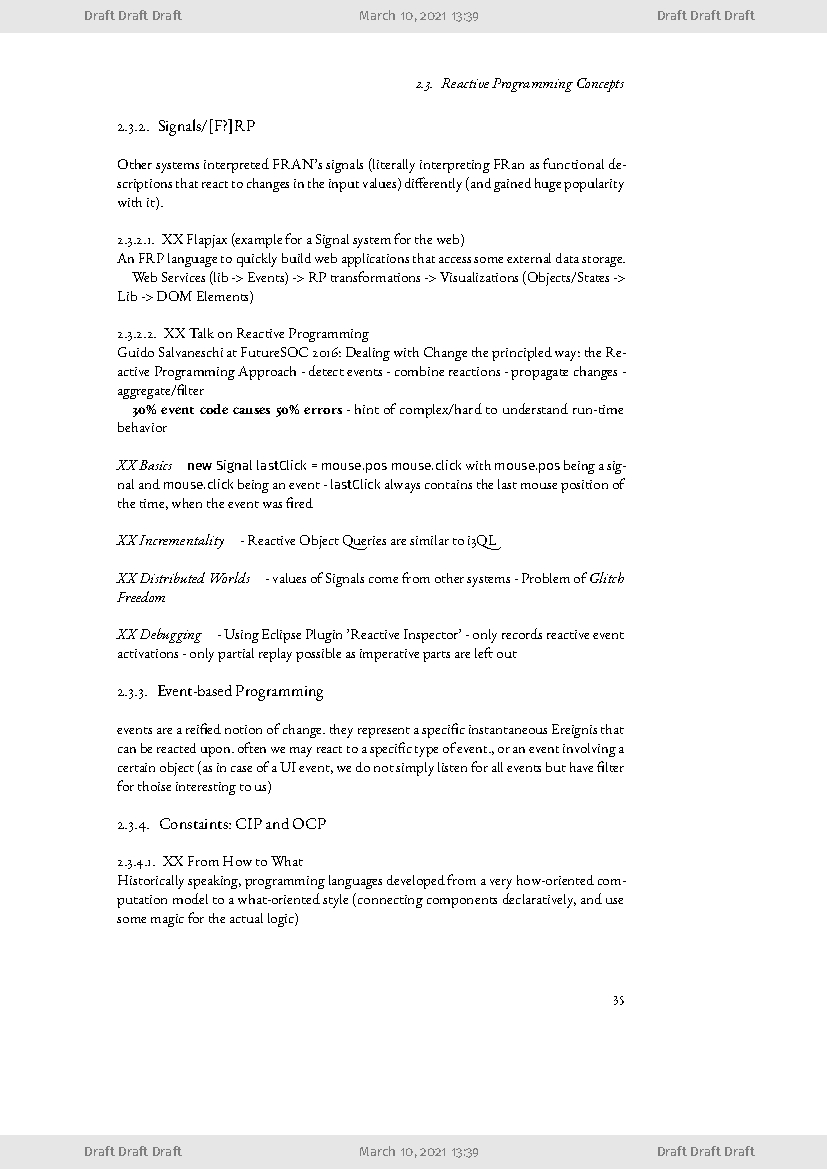 Draft Draft Draft March 10, 2021 13:39 Draft Draft Draft
2.3. Reactive Programming Concepts
2.3.2. Signals/[F?]RP
Other systems interpreted FRAN's signals (literally interpreting FRan as functional de-
scriptions that react to changes in the input values) differently (and gained huge popularity
with it).
2.3.2.1. XX Flapjax (example for a Signal system for the web)
An FRP language to quickly build web applications that access some external data storage.
Web Services (lib -> Events) -> RP transformations -> Visualizations (Objects/States ->
Lib -> DOM Elements)
2.3.2.2. XX Talk on Reactive Programming
Guido Salvaneschi at FutureSOC 2016: Dealing with Change the principled way: the Re-
active Programming Approach - detect events - combine reactions - propagate changes -
aggregate/filter
30% event code causes 50% errors - hint of complex/hard to understand run-time
behavior
XX Basics new Signal lastClick = mouse.pos mouse.click with mouse.pos being a sig-
nal and mouse.click being an event - lastClick always contains the last mouse position of
the time, when the event was fired
XX Incrementality - Reactive Object Queries are similar to i3QL
XX Distributed Worlds - values of Signals come from other systems - Problem of Glitch
Freedom
XX Debugging - Using Eclipse Plugin 'Reactive Inspector' - only records reactive event
activations - only partial replay possible as imperative parts are left out
2.3.3. Event-based Programming
events are a reified notion of change. they represent a specific instantaneous Ereignis that
can be reacted upon. often we may react to a specific type of event., or an event involving a
certain object (as in case of a UI event, we do not simply listen for all events but have filter
for thoise interesting to us)
2.3.4. Constaints: CIP and OCP
2.3.4.1. XX From How to What
Historically speaking, programming languages developed from a very how-oriented com-
putation model to a what-oriented style (connecting components declaratively, and use
some magic for the actual logic)
35
Draft Draft Draft March 10, 2021 13:39 Draft Draft Draft